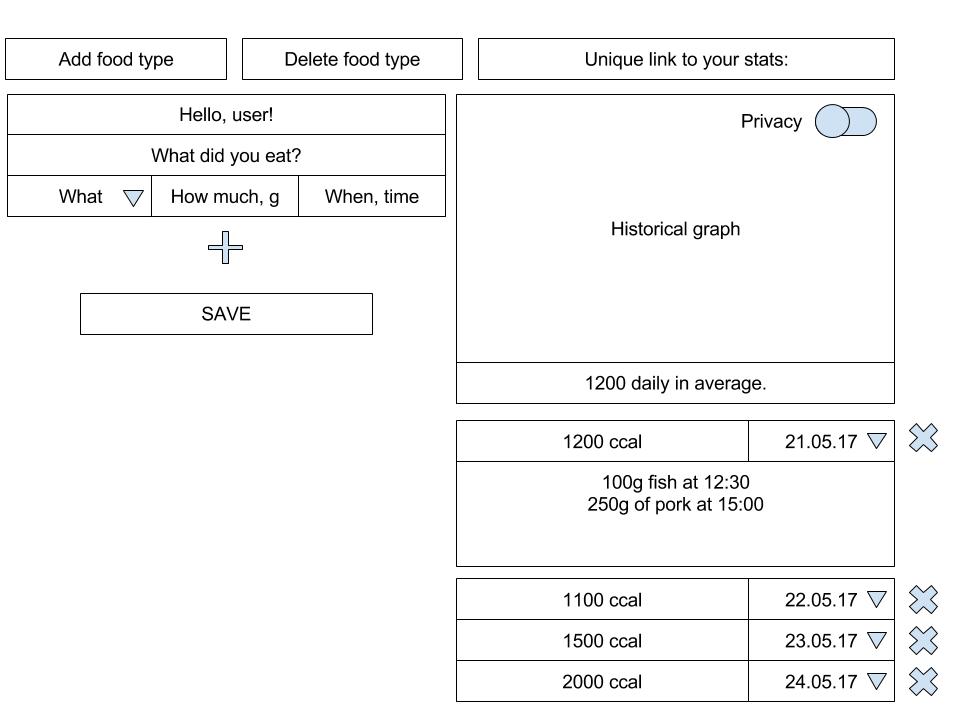 Add food type
Delete food type
Unique link to your stats:
Hello, user!
What did you eat?
What
How much, g
When, time
SAVE
Privacy
Historical graph
1200 daily in average.
1200 ccal
21.05.17
100g fish at 12:30
250g of pork at 15:00
1100 ccal
22.05.17
1500 ccal
23.05.17
2000 ccal
24.05.17